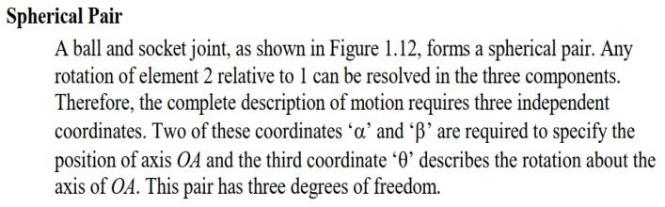 Spherical Pair
A ball and socket joint, as shown in Figure 1.12, forms a spherical pair. Any
rotation of element 2 relative to 1 can be resolved in the three components.
Therefore, the complete description of motion requires three independent
coordinates. Two of these coordinates ‘α’ and ‘β’ are required to specify the
position of axis OA and the third coordinate ‘θ’ describes the rotation about the
axis of OA. This pair has three degrees of freedom.